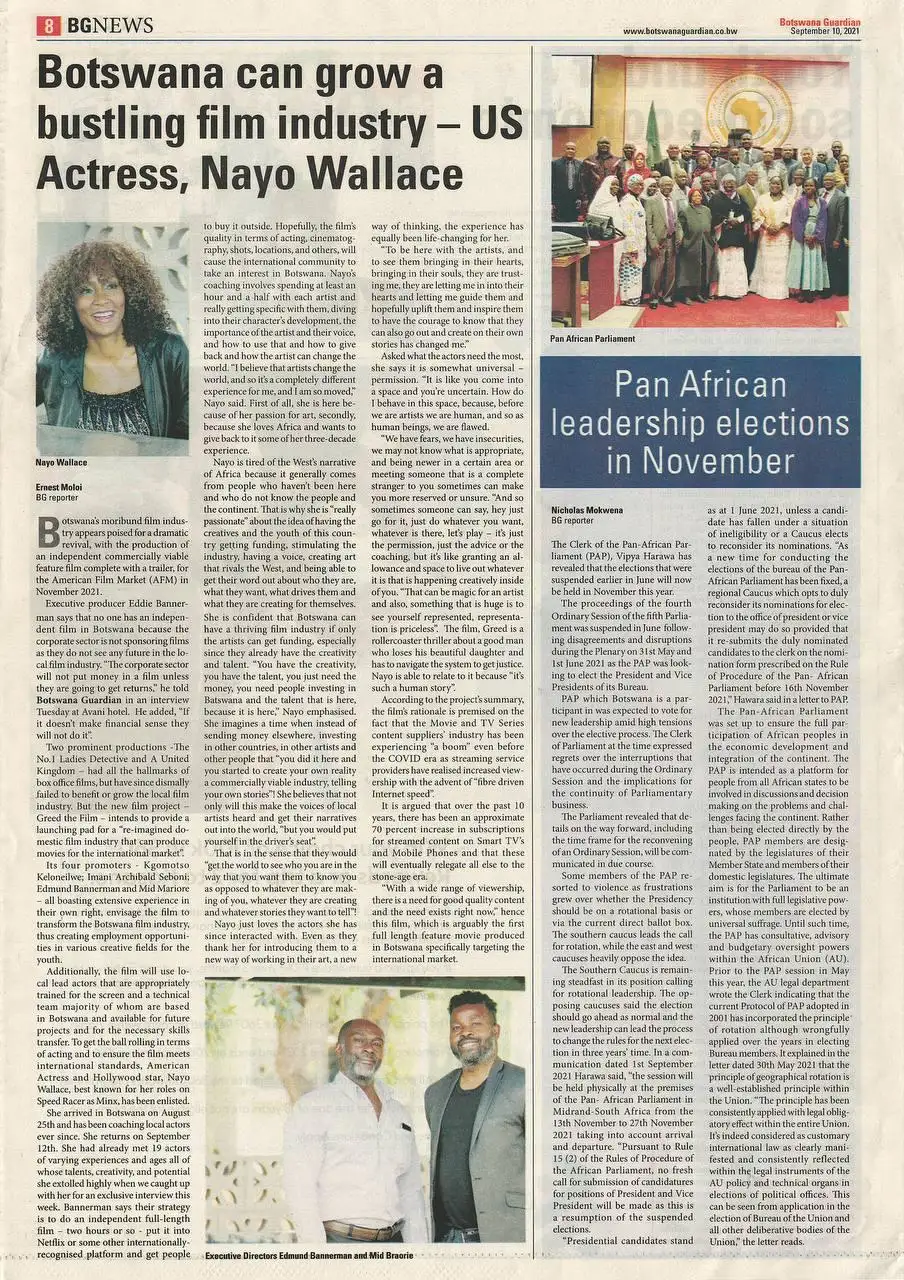 8 BGNEWS
www.botswanaguardian.co.bw
Botswana Guardian
September 10, 2021
Botswana can grow a
bustling film industry – US
Actress, Nayo Wallace
Nayo Wallace
Ernest Moloi
BG reporter
Botswana's moribund film indus-
try appears poised for a dramatic
revival, with the production of
an independent commercially viable
feature film complete with a trailer, for
the American Film Market (AFM) in
November 2021.
Executive producer Eddie Banner-
man says that no one has an indepen-
dent film in Botswana because the
corporate sector is not sponsoring films
as they do not see any future in the lo-
cal film industry. "The corporate sector
will not put money in a film unless
they are going to get returns," he told
Botswana Guardian in an interview
Tuesday at Avani hotel. He added, "If
it doesn't make financial sense they
will not do it".
Two prominent productions -The
No.1 Ladies Detective and A United
Kingdom – had all the hallmarks of
box office films, but have since dismally
failed to benefit or grow the local film
industry. But the new film project –
Greed the Film – intends to provide a
launching pad for a "re-imagined do-
mestic film industry that can produce
movies for the international market".
Its four promoters - Kgomotso
Keloneilwe; Imani Archibald Seboni;
Edmund Bannerman and Mid Mariore
– all boasting extensive experience in
their own right, envisage the film to
transform the Botswana film industry,
thus creating employment opportuni-
ties in various creative fields for the
youth.
Additionally, the film will use lo-
cal lead actors that are appropriately
trained for the screen and a technical
team majority of whom are based
in Botswana and available for future
projects and for the necessary skills
transfer. To get the ball rolling in terms
of acting and to ensure the film meets
international standards, American
Actress and Hollywood star, Nayo
Wallace, best known for her roles on
Speed Racer as Minx, has been enlisted.
She arrived in Botswana on August
25th and has been coaching local actors
ever since. She returns on September
12th. She had already met 19 actors
of varying experiences and ages all of
whose talents, creativity, and potential
she extolled highly when we caught up
with her for an exclusive interview this
week. Bannerman says their strategy
is to do an independent full-length
film – two hours or so - put it into
Netflix or some other internationally-
recognised platform and get people
to buy it outside. Hopefully, the film's
quality in terms of acting, cinematog-
raphy, shots, locations, and others, will
cause the international community to
take an interest in Botswana. Nayo's
coaching involves spending at least an
hour and a half with each artist and
really getting specific with them, diving
into their character's development, the
importance of the artist and their voice,
and how to use that and how to give
back and how the artist can change the
world. "I believe that artists change the
world, and so it's a completely different
experience for me, and I am so moved,"
Nayo said. First of all, she is here be-
cause of her passion for art, secondly,
because she loves Africa and wants to
give back to it some of her three-decade
experience.
Nayo is tired of the West's narrative
of Africa because it generally comes
from people who haven't been here
and who do not know the people and
the continent. That is why she is "really
passionate" about the idea of having the
creatives and the youth of this coun-
try getting funding, stimulating the
industry, having a voice, creating art
that rivals the West, and being able to
get their word out about who they are,
what they want, what drives them and
what they are creating for themselves.
She is confident that Botswana can
have a thriving film industry if only
the artists can get funding, especially
since they already have the creativity
and talent. "You have the creativity,
you have the talent, you just need the
money, you need people investing in
Batswana and the talent is here,
because it is here," Nayo emphasised.
She imagines a time when instead of
sending money elsewhere, investing
in other countries, in other artists and
other people that "you did it here and
you started to create your own reality
a commercially viable industry, telling
your own stories"! She believes that not
only will this make the voices of local
artists heard and get their narratives
out into the world, "but you would put
yourself in the driver's seat".
That is in the sense that they would
"get the world to see who you are in the
way that you want them to know you
as opposed to whatever they are mak-
ing of you, whatever they are creating
and whatever stories they want to tell"!
Nayo just loves the actors she has
since interacted with. Even as they
thank her for introducing them to a
new way of working in their art, a new
way of thinking, the experience has
equally been life-changing for her.
"To be here with the artists, and
to see them bringing in their hearts,
bringing in their souls, they are trust-
ing me, they are letting me in into their
hearts and letting me guide them and
hopefully uplift them and inspire them
to have the courage to know that they
can also go out and create on their own
stories has changed me."
Asked what the actors need the most,
she says it is somewhat universal –
permission. "It is like you come into
a space and you're uncertain. How do
I behave in this space, because, before
we are artists we are human, and so as
human beings, we are flawed.
"We have fears, we have insecurities,
we may not know what is appropriate,
and being newer in a certain area or
meeting someone that is a complete
stranger to you sometimes can make
you more reserved or unsure. "And so
sometimes someone can say, hey just
go for it, just do whatever you want,
whatever is there, let's play – it's just
the permission, just the advice or the
coaching, but it's like granting an al-
lowance and space to live out whatever
it is that is happening creatively inside
of you. "That can be magic for an artist
and also, something that is huge is to
see yourself represented, representa-
tion is priceless". The film, Greed is a
rollercoaster thriller about a good man
who loses his beautiful daughter and
has to navigate the system to get justice.
Nayo is able to relate to it because "it's
such a human story".
According to the project's summary,
the film's rationale is premised on the
fact that the Movie and TV Series
content suppliers' industry has been
experiencing "a boom" even before
the COVID era as streaming service
providers have realised increased view-
ership with the advent of "fibre driven
Internet speed".
It is argued that over the past 10
years, there has been an approximate
70 percent increase in subscriptions
for streamed content on Smart TV's
and Mobile Phones and that these
will eventually relegate all else to the
stone-age era.
"With a wide range of viewership,
there is a need for good quality content
and the need exists right now," hence
this film, which is arguably the first
full length feature movie produced
in Botswana specifically targeting the
international market.
Executive Directors Edmund Bannerman and Mid Braorie
Pan African Parliament
Pan African
leadership elections
in November
Nicholas Mokwena
BG reporter
The Clerk of the Pan-African Par-
liament (PAP), Vipya Harawa has
revealed that the elections that were
suspended earlier in June will now
be held in November this year.
The proceedings of the fourth
Ordinary Session of the fifth Parlia-
ment was suspended in June follow-
ing disagreements and disruptions
during the Plenary on 31st May and
1st June 2021 as the PAP was look-
ing to elect the President and Vice
Presidents of its Bureau.
PAP which Botswana is a par-
ticipant in was expected to vote for
new leadership amid high tensions
over the elective process. The Clerk
of Parliament at the time expressed
regrets over the interruptions that
have occurred during the Ordinary
Session and the implications for
the continuity of Parliamentary
business.
The Parliament revealed that de-
tails on the way forward, including
the time frame for the reconvening
of an Ordinary Session, will be com-
municated in due course.
Some members of the PAP re-
sorted to violence as frustrations
grew over whether the Presidency
should be on a rotational basis or
via the current direct ballot box.
The southern caucus leads the call
for rotation, while the east and west
caucuses heavily oppose the idea.
The Southern Caucus is remain-
ing steadfast in its position calling
for rotational leadership. The op-
posing caucuses said the election
should go ahead as normal and the
new leadership can lead the process
to change the rules for the next elec-
tion in three years' time. In a com-
munication dated 1st September
2021 Harawa said, "the session will
be held physically at the premises
of the Pan- African Parliament in
Midrand-South Africa from the
13th November to 27th November
2021 taking into account arrival
and departure. "Pursuant to Rule
15 (2) of the Rules of Procedure of
the African Parliament, no fresh
call for submission of candidatures
for positions of President and Vice
President will be made as this is
a resumption of the suspended
elections.
"Presidential candidates stand
as at 1 June 2021, unless a candi-
date has fallen under a situation
of ineligibility or a Caucus elects
to reconsider its nominations. "As
a new time for conducting the
elections of the bureau of the Pan-
African Parliament has been fixed, a
regional Caucus which opts to duly
reconsider its nominations for elec-
tion to the office of president or vice
president may do so provided that
it re-submits the duly nominated
candidates to the clerk on the nomi-
nation form prescribed on the Rule
of Procedure of the Pan- African
Parliament before 16th November
2021," Hawara said in a letter to PAP.
The Pan-African Parliament
was set up to ensure the full par-
ticipation of African peoples in
the economic development and
integration of the continent. The
PAP is intended as a platform for
people from all African states to be
involved in discussions and decision
making on the problems and chal-
lenges facing the continent. Rather
than being elected directly by the
people, PAP members are desig-
nated by the legislatures of their
Member State and members of their
domestic legislatures. The ultimate
aim is for the Parliament to be an
institution with full legislative pow-
ers, whose members are elected by
universal suffrage. Until such time,
the PAP has consultative, advisory
and budgetary oversight powers
within the African Union (AU).
Prior to the PAP session in May
this year, the AU legal department
wrote the Clerk indicating that the
current Protocol of PAP adopted in
2001 has incorporated the principle
of rotation although wrongfully
applied over the years in electing
Bureau members. It explained in the
letter dated 30th May 2021 that the
principle of geographical rotation is
a well-established principle within
the Union. "The principle has been
consistently applied with legal oblig-
atory effect within the entire Union.
It's indeed considered as customary
international law as clearly mani-
fested and consistently reflected
within the legal instruments of the
AU policy and technical organs in
elections of political offices. This
can be seen from application in the
election of Bureau of the Union and
all other deliberative bodies of the
Union," the letter reads.